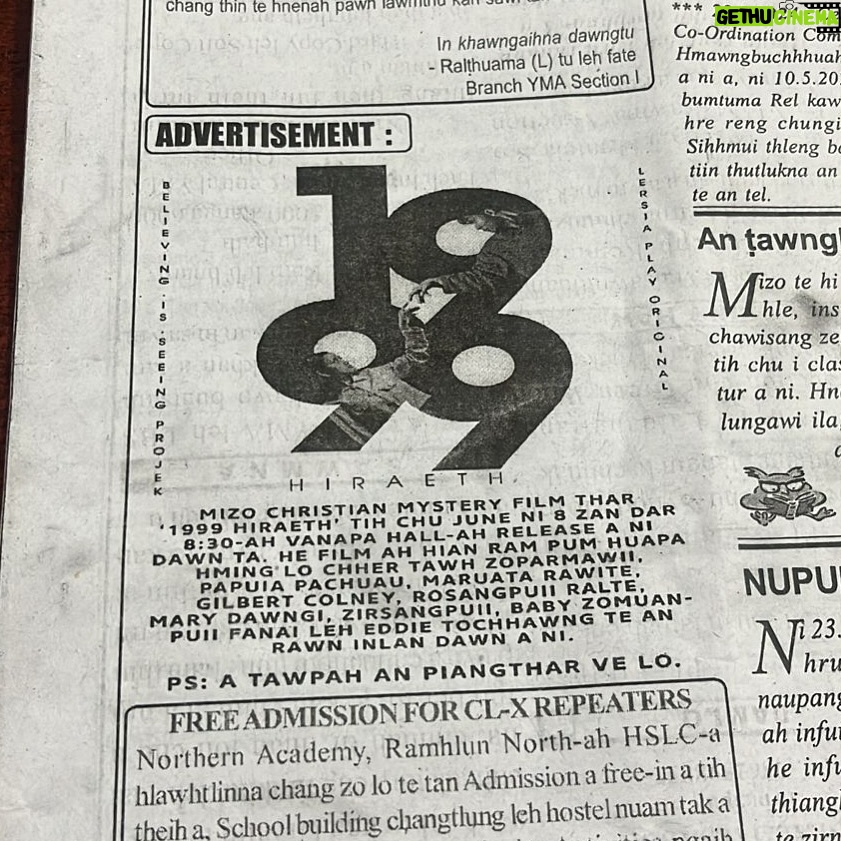 In khawngaihna dawngtu
- Ralthuama (L) tu leh fate
Branch YMA Section I
ADVERTISEMENT :
BELIEVING IS SEEING PROJEK
LERSIA PLAY ORIGINAL
1999
HIRAETH
MIZO CHRISTIAN MYSTERY FILM THAR
'1999 HIRAETH' TIH CHU JUNE NI 8 ZAN DAR
8:30-AH VANAPA HALL-AH RELEASE A NI
DAWN TA. HE FILM AH HIAN RAM PUM HUAPA
HMING LO CHHER TAWH ZOPARMAWII,
PAPUIA PACHUAU, MARUATA RAWITE,
GILBERT COLNEY, ROSANGPUII RALTE,
MARY DAWNGI, ZIRSANGPUII, BABY ZOMUAN-
PUII FANAI LEH EDDIE TOCHHAWNG TE AN
RAWN INLAN DAWN A NI.
PS: A TAWPAH AN PIANGTHAR VE LO.
FREE ADMISSION FOR CL-X REPEATERS
Northern Academy, Ramhlun North-ah HSLC-a
hlawhtlinna chang zo lo te tan Admission a free-in a tih
theih a, School building changtlung leh hostel nuam tak a
***
GETHU CINEMA
Co-Ordination Com
Hmawngbuchhhuah
a ni a, ni 10.5.20
bumtuma Rel kaw
hre reng chungi
Sihhmui thleng b
tiin thutlukna an
te an tel.
An ṭawng
Mizo te hi
hle, ins
chawisang ze
tih chu i clas
tur a ni. Hn
lungawi ila,
NUPU
Ni 23.
hru
naupang
ah infu
he infu
thiang
te zirn